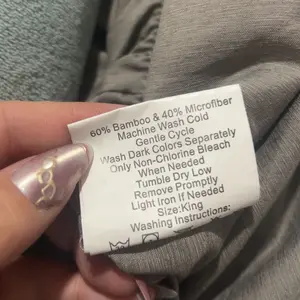 60% Bamboo & 40% Microfiber
Machine Wash Cold
Gentle Cycle
Wash Dark Colors Separately
Only Non-Chlorine Bleach
When Needed
Tumble Dry Low
Remove Promptly
Light Iron If Needed
Size:King
Washing Instructions: